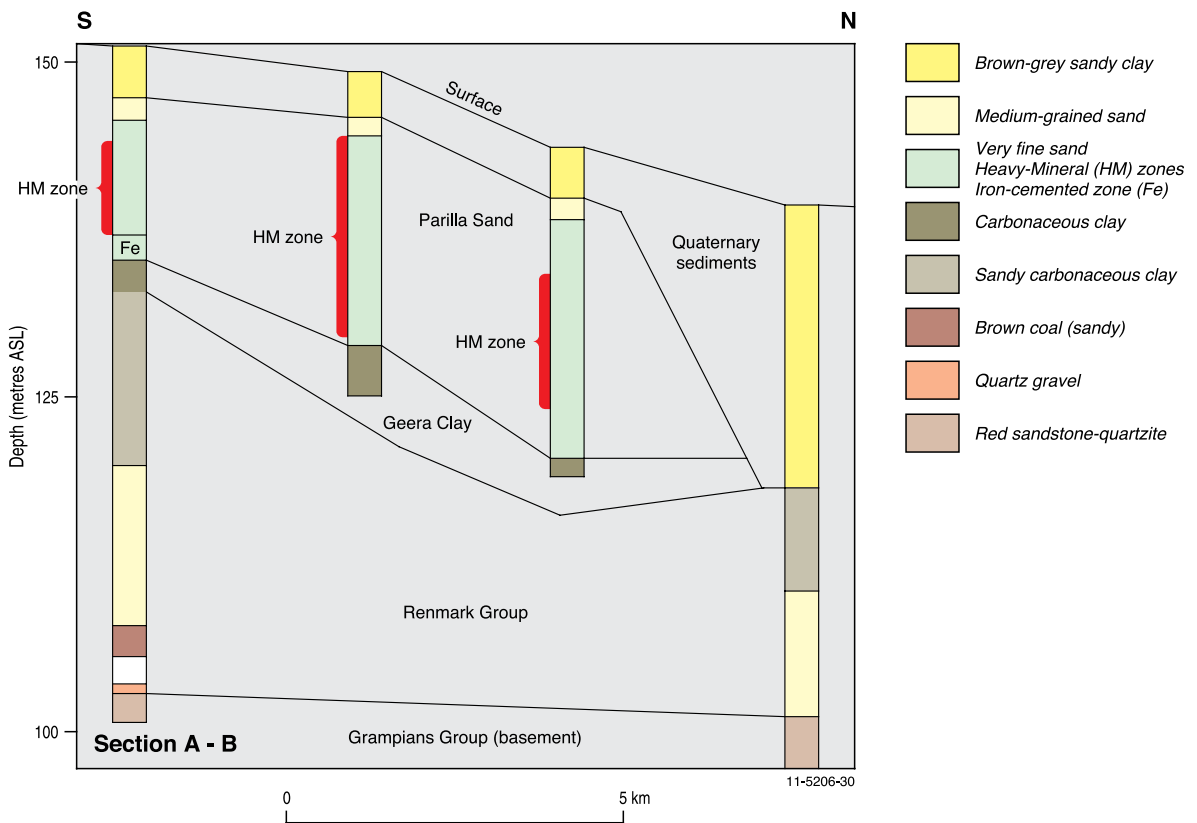 S
N
150
125
100
Depth (metres ASL)
Surface
HM zone
Fe
HM zone
Parilla Sand
Quaternary
sediments
HM zone
Geera Clay
Renmark Group
Grampians Group (basement)
Section A - B
11-5206-30
0
5 km
Brown-grey sandy clay
Medium-grained sand
Very fine sand
Heavy-Mineral (HM) zones
Iron-cemented zone (Fe)
Carbonaceous clay
Sandy carbonaceous clay
Brown coal (sandy)
Quartz gravel
Red sandstone-quartzite